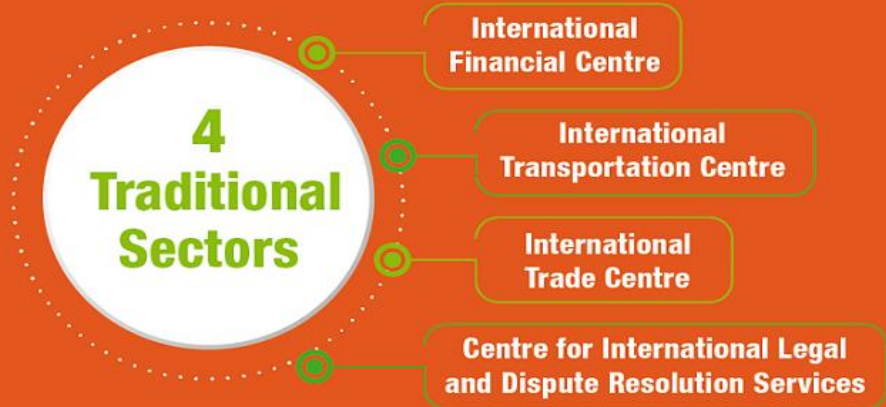 4
Traditional
Sectors
International
Financial Centre
International
Transportation Centre
International
Trade Centre
Centre for International Legal
and Dispute Resolution Services